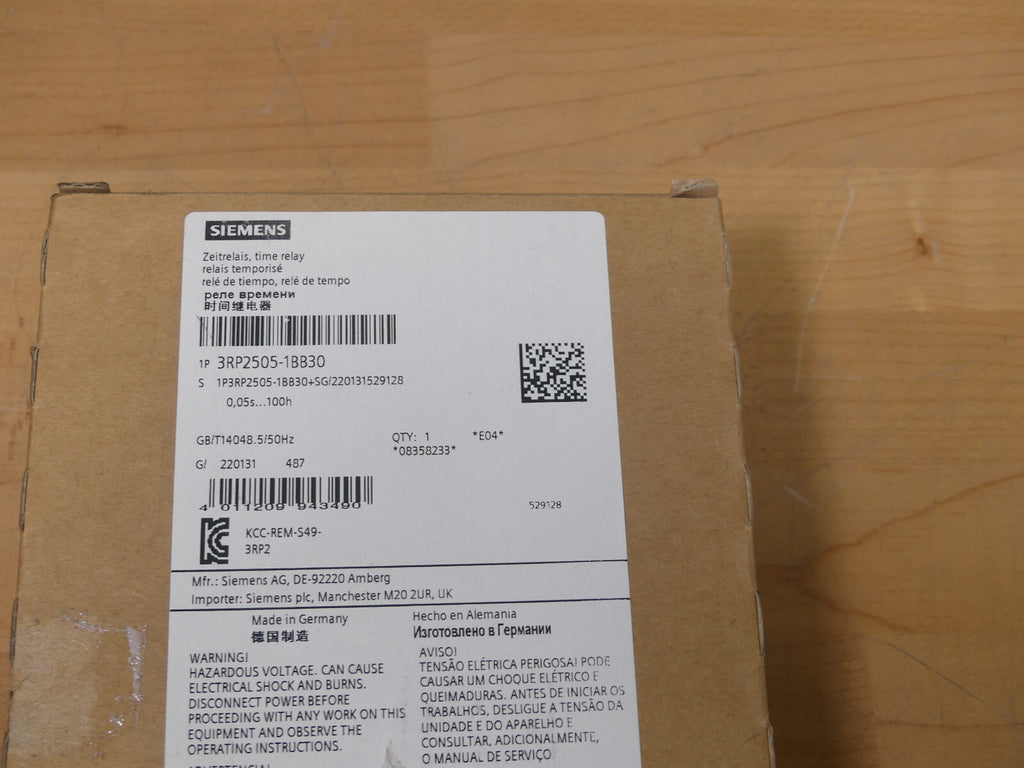 SIEMENS
Zeitrelais, time relay
relais temporisé
relé de tiempo, relé de tempo
реле времени
时间继电器
1P 3RP2505-1BB30
S 1P3RP2505-1BB30+SG/220131529128
0,05s...100h
GB/T14048.5/50Hz
QTY: 1 *E04*
*08358233*
G/ 220131 487
4 011209 943490
529128
KCC-REM-S49-
3RP2
Mfr.: Siemens AG, DE-92220 Amberg
Importer: Siemens plc, Manchester M20 2UR, UK
Made in Germany
德国制造
Hecho en Alemania
Изготовлено в Германии
WARNING!
HAZARDOUS VOLTAGE. CAN CAUSE
ELECTRICAL SHOCK AND BURNS.
DISCONNECT POWER BEFORE
PROCEEDING WITH ANY WORK ON THIS
EQUIPMENT AND OBSERVE THE
OPERATING INSTRUCTIONS.
AVISO!
TENSÃO ELÉTRICA PERIGOSA! PODE
CAUSAR UM CHOQUE ELÉTRICO E
QUEIMADURAS. ANTES DE INICIAR OS
TRABALHOS, DESLIGUE A TENSÃO DA
UNIDADE E DO APARELHO E
CONSULTAR, ADICIONALMENTE,
O MANUAL DE SERVIÇO.